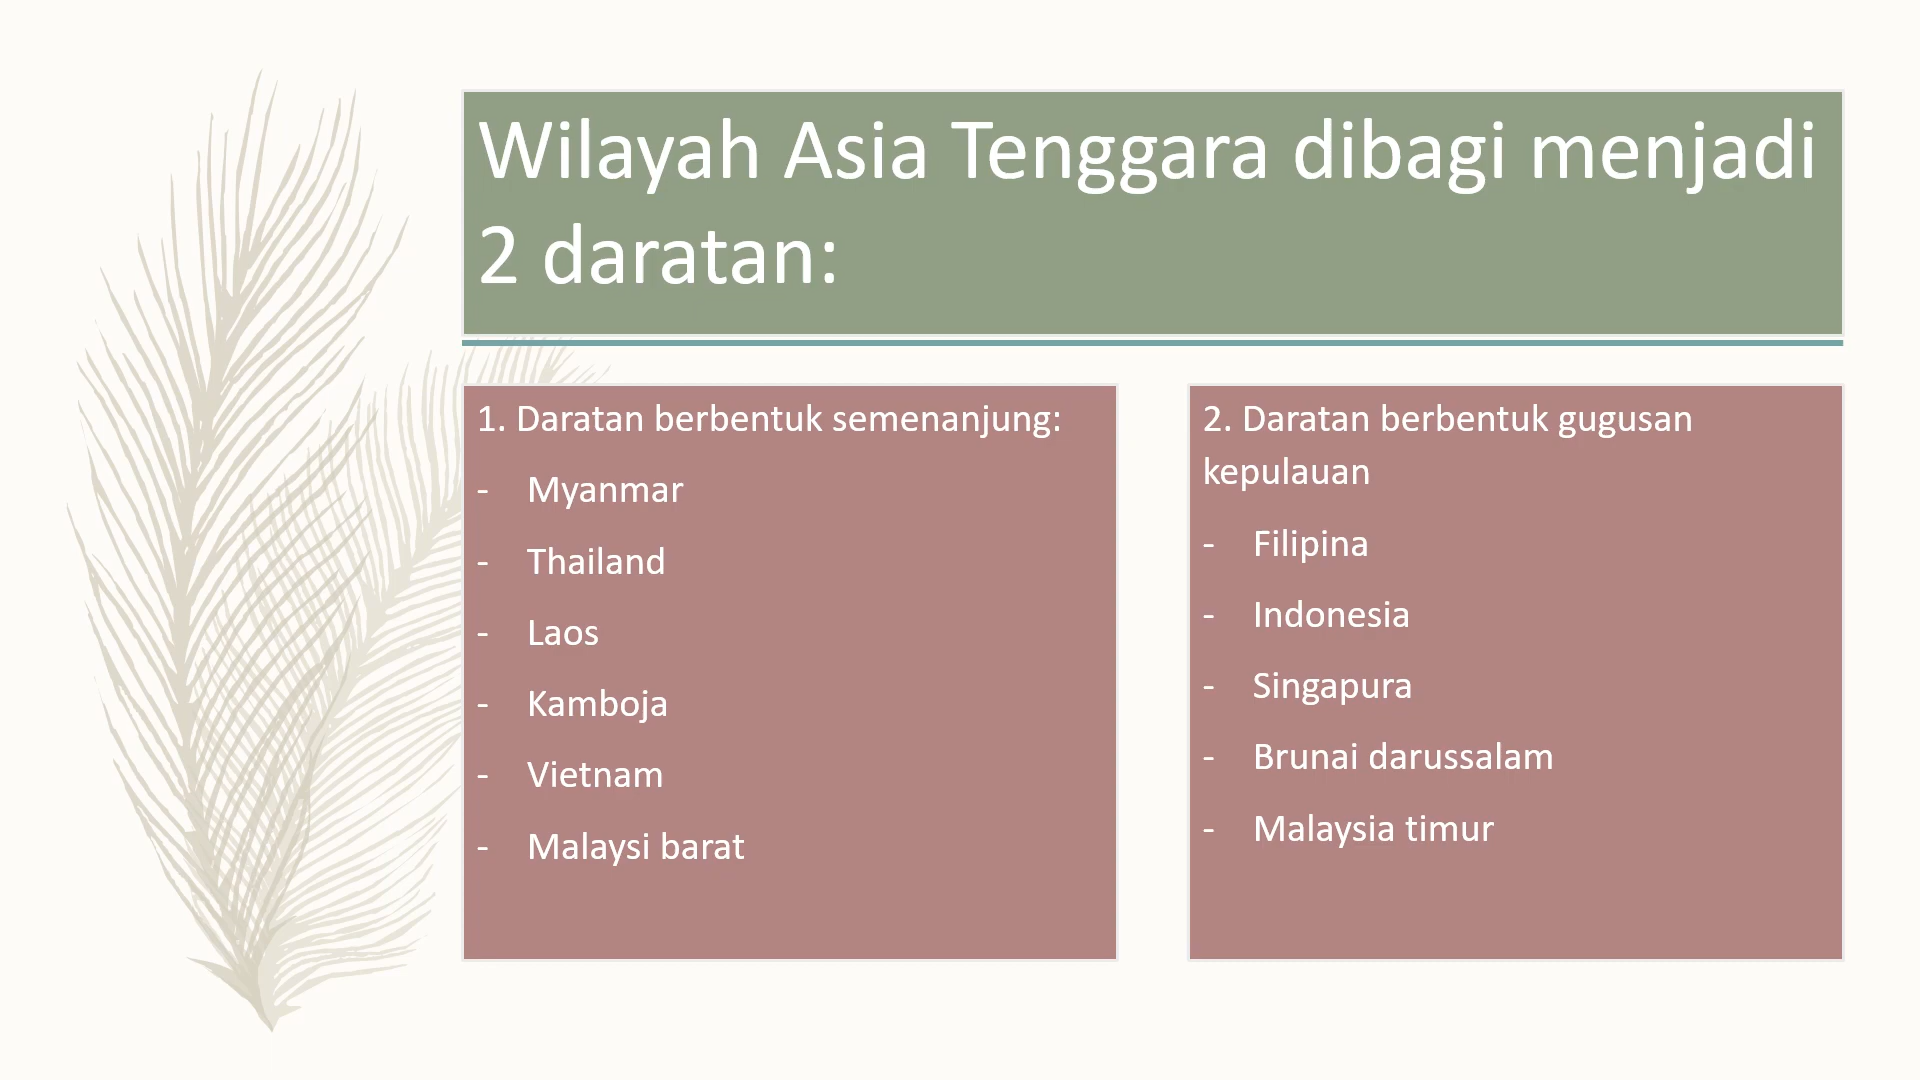 Wilayah Asia Tenggara dibagi menjadi
2 daratan:
1. Daratan berbentuk semenanjung:
- Myanmar
- Thailand
- Laos
- Kamboja
- Vietnam
- Malaysi barat
2. Daratan berbentuk gugusan
kepulauan
- Filipina
- Indonesia
- Singapura
- Brunai darussalam
- Malaysia timur